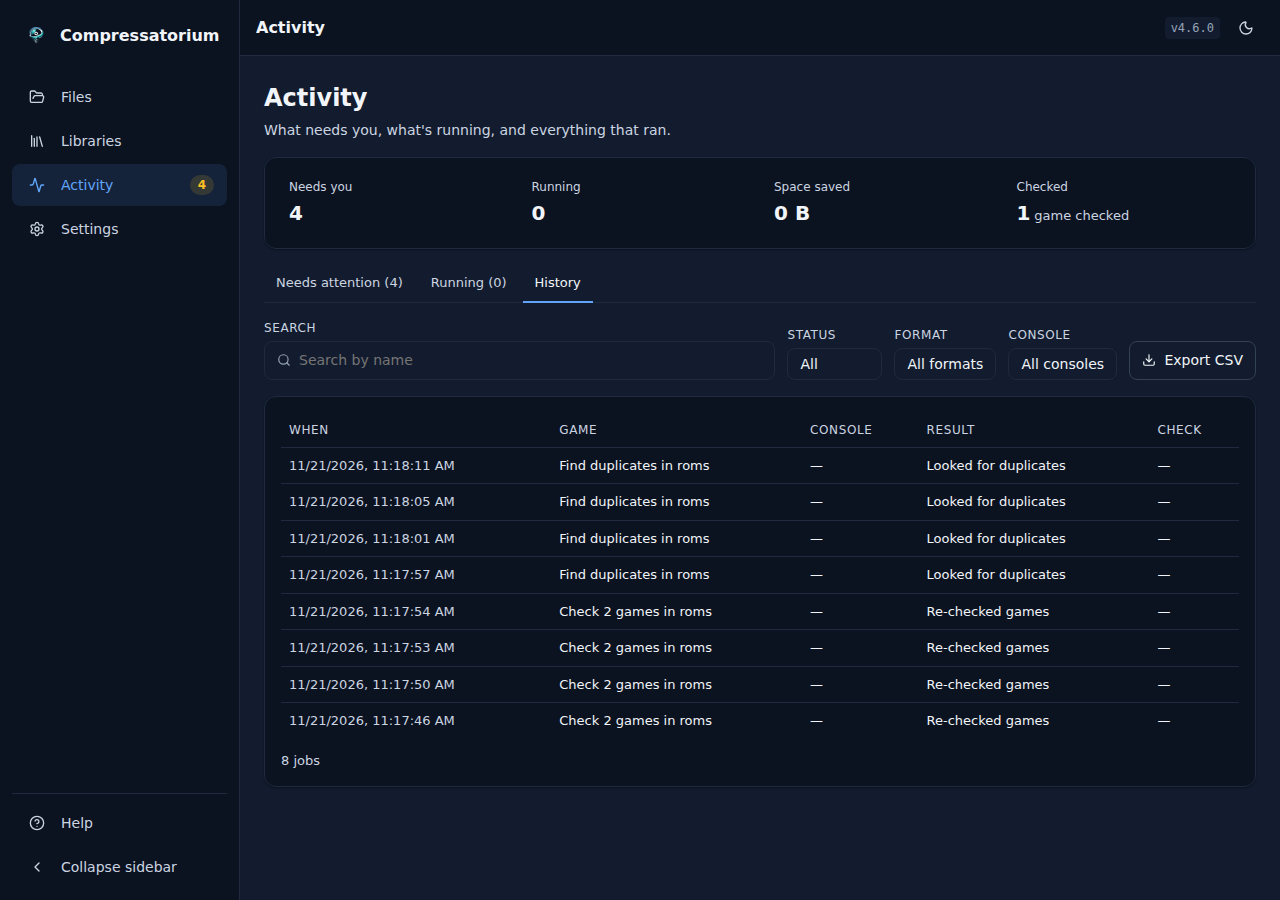 Compressatorium
Files
Libraries
Activity 4
Settings
Help
Collapse sidebar
Activity
v4.6.0
Activity
What needs you, what's running, and everything that ran.
Needs you Running Space saved Checked
4 0 0 B 1 game checked
Needs attention (4) Running (0) History
SEARCH STATUS FORMAT CONSOLE
Search by name All All formats All consoles Export CSV
WHEN GAME CONSOLE RESULT CHECK
11/21/2026, 11:18:11 AM Find duplicates in roms — Looked for duplicates —
11/21/2026, 11:18:05 AM Find duplicates in roms — Looked for duplicates —
11/21/2026, 11:18:01 AM Find duplicates in roms — Looked for duplicates —
11/21/2026, 11:17:57 AM Find duplicates in roms — Looked for duplicates —
11/21/2026, 11:17:54 AM Check 2 games in roms — Re-checked games —
11/21/2026, 11:17:53 AM Check 2 games in roms — Re-checked games —
11/21/2026, 11:17:50 AM Check 2 games in roms — Re-checked games —
11/21/2026, 11:17:46 AM Check 2 games in roms — Re-checked games —
8 jobs